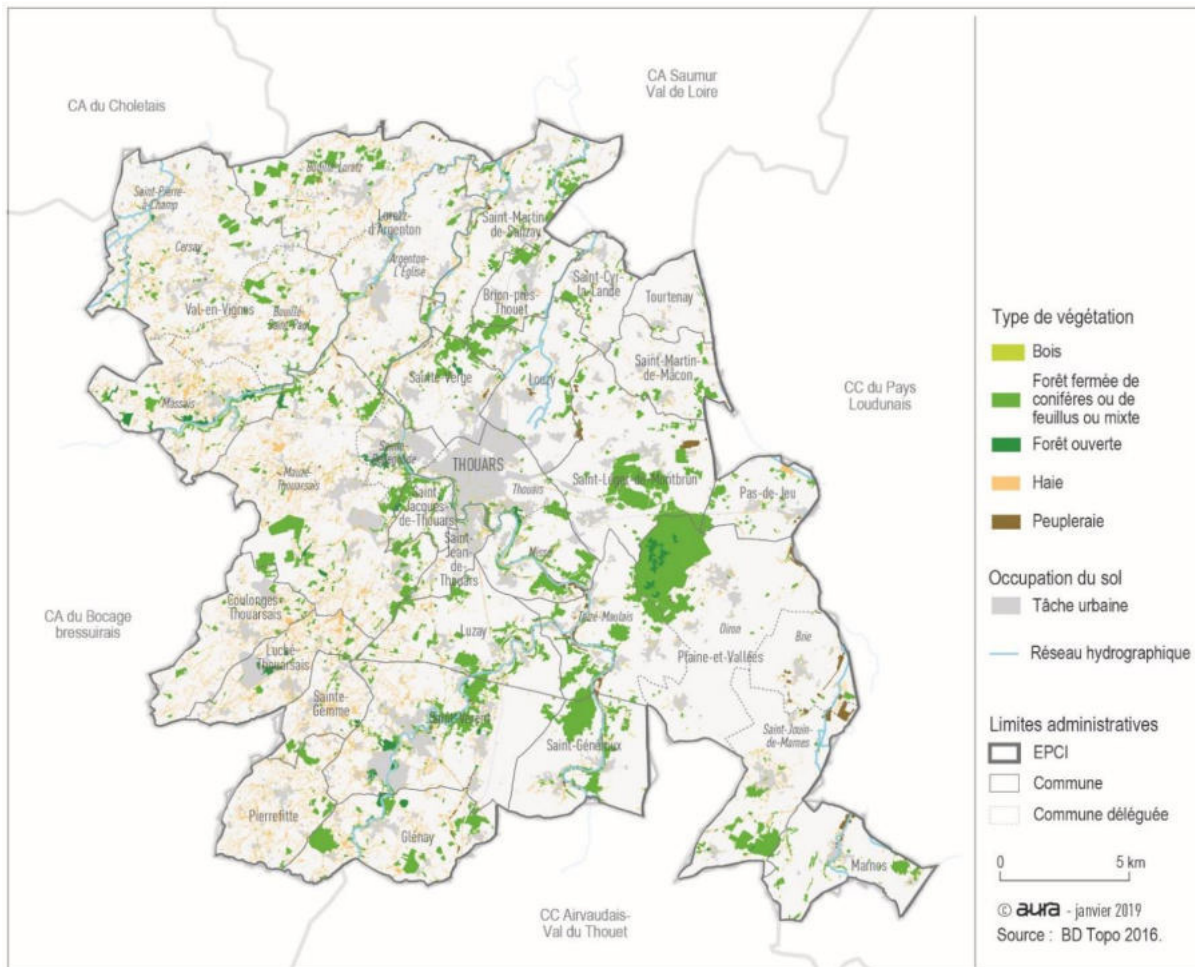 CA du Choletais
CA Saumur
Val de Loire
Saint-Pierre-
à-Champ
Bouillé-Loretz
Cersay
Loretz-
d'Argenton
Argenton-
L'Église
Saint-Martin-
de-Sanzay
Val-en-Vignes
Bouillé-
Saint-Paul
Brion-près-
Thouet
Saint-Cyr-
la-Lande
Tourtenay
Saint-Martin-
de-Mâcon
Massais
Sainte-Verge
Louzy
CC du Pays
Loudunais
Mauzé-
Thouarsais
Sainte-
Radegonde
THOUARS
Thouars
Saint-
Jacques-
de-Thouars
Saint-Léger-de-Montbrun
Pas-de-Jeu
Saint-
Jean-
de-
Thouars
Missé
CA du Bocage
bressuirais
Coulonges-
Thouarsais
Luzay
Taizé-Maulais
Oiron
Brie
Plaine-et-Vallées
Luché-
Thouarsais
Sainte-
Gemme
Saint-Varent
Saint-Généroux
Saint-Jouin-
de-Marnes
Pierrefitte
Glénay
Marnes
CC Airvaudais-
Val du Thouet
Type de végétation
Bois
Forêt fermée de
conifères ou de
feuillus ou mixte
Forêt ouverte
Haie
Peupleraie
Occupation du sol
Tâche urbaine
Réseau hydrographique
Limites administratives
EPCI
Commune
Commune déléguée
0 5 km
© aura - janvier 2019
Source : BD Topo 2016.